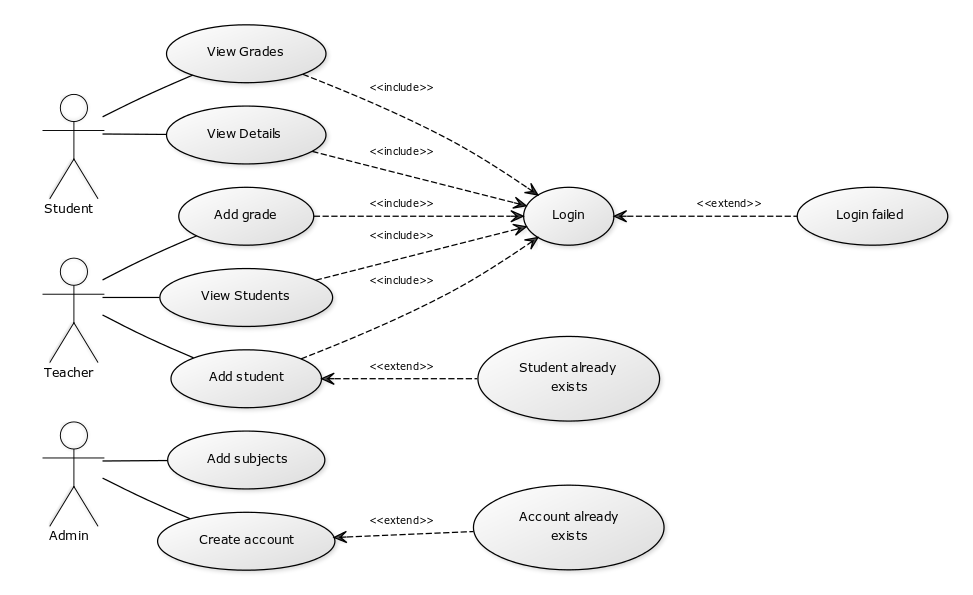 View Grades
<<include>>
View Details
<<include>>
Student
Add grade
<<include>>
Login
<<extend>>
Login failed
<<include>>
View Students
<<include>>
Teacher
Add student
<<extend>>
Student already
exists
Add subjects
Admin
Create account
<<extend>>
Account already
exists